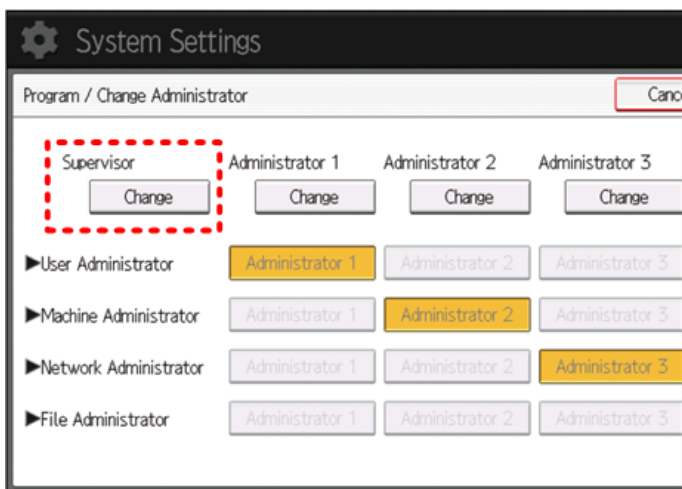 System Settings
Program / Change Administrator Canc
Supervisor Administrator 1 Administrator 2 Administrator 3
Change Change Change Change
▶User Administrator Administrator 1 Administrator 2 Administrator 3
▶Machine Administrator Administrator 1 Administrator 2 Administrator 3
▶Network Administrator Administrator 1 Administrator 2 Administrator 3
▶File Administrator Administrator 1 Administrator 2 Administrator 3